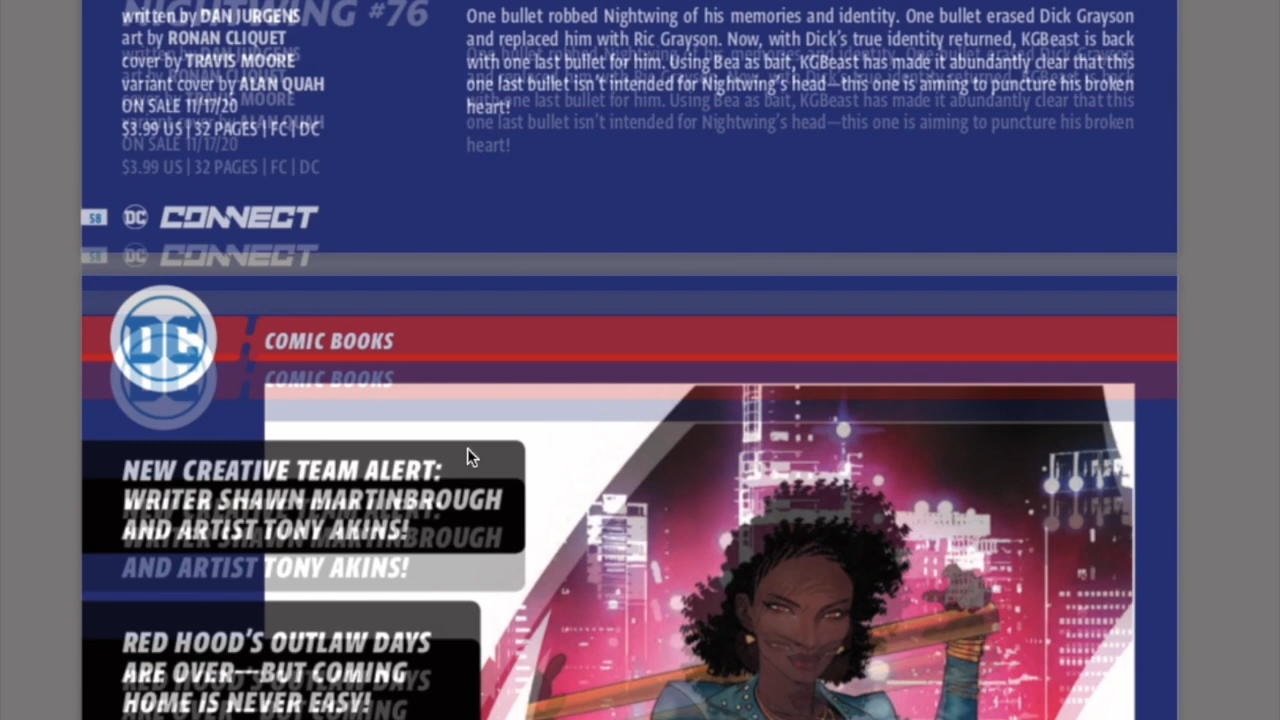 NIGHTWING #76
written by DAN JURGENS
art by RONAN CLIQUET
cover by TRAVIS MOORE
variant cover by ALAN QUAH
ON SALE 11/17/20
$3.99 US | 32 PAGES | FC | DC
One bullet robbed Nightwing of his memories and identity. One bullet erased Dick Grayson
and replaced him with Ric Grayson. Now, with Dick’s true identity returned, KGBeast is back
with one last bullet for him. Using Bea as bait, KGBeast has made it abundantly clear that this
one last bullet isn’t intended for Nightwing’s head—this one is aiming to puncture his broken
heart!
58 DC CONNECT
DC
COMIC BOOKS
NEW CREATIVE TEAM ALERT:
WRITER SHAWN MARTINBROUGH
AND ARTIST TONY AKINS!
RED HOOD’S OUTLAW DAYS
ARE OVER—BUT COMING
HOME IS NEVER EASY!